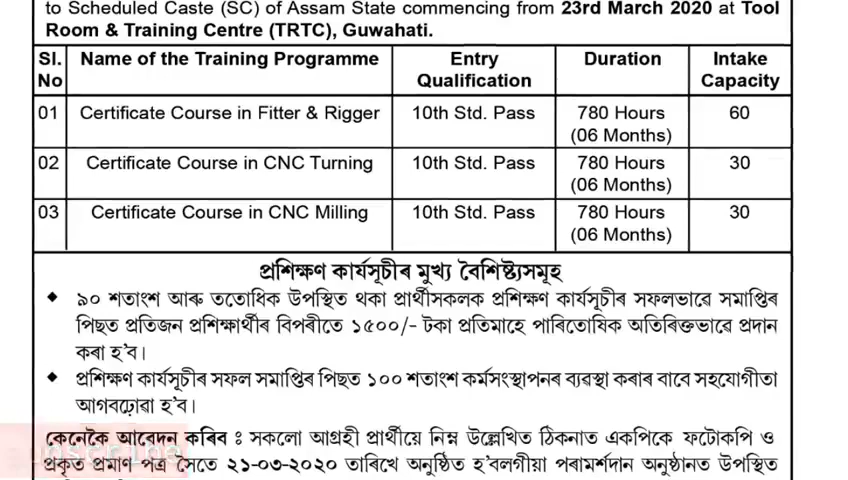 to Scheduled Caste (SC) of Assam State commencing from 23rd March 2020 at Tool
Room & Training Centre (TRTC), Guwahati.
Sl. No Name of the Training Programme Entry Qualification Duration Intake Capacity
01 Certificate Course in Fitter & Rigger 10th Std. Pass 780 Hours (06 Months) 60
02 Certificate Course in CNC Turning 10th Std. Pass 780 Hours (06 Months) 30
03 Certificate Course in CNC Milling 10th Std. Pass 780 Hours (06 Months) 30
প্ৰশিক্ষণ কাৰ্যসূচীৰ মুখ্য বৈশিষ্ট্যসমূহ
◆ ৯০ শতাংশ আৰু ততোধিক উপস্থিত থকা প্ৰাৰ্থীসকলক প্ৰশিক্ষণ কাৰ্যসূচীৰ সফলভাৱে সমাপ্তিৰ
পিছত প্ৰতিজন প্ৰশিক্ষাৰ্থীৰ বিপৰীতে ১৫০০/- টকা প্ৰতিমাহে পাৰিতোষিক অতিৰিক্তভাৱে প্ৰদান
কৰা হ’ব।
◆ প্ৰশিক্ষণ কাৰ্যসূচীৰ সফল সমাপ্তিৰ পিছত ১০০ শতাংশ কৰ্মসংস্থাপনৰ ব্যৱস্থা কৰাৰ বাবে সহযোগীতা
আগবঢ়োৱা হ’ব।
কেনেকৈ আবেদন কৰিব : সকলো আগ্ৰহী প্ৰাৰ্থীয়ে নিম্ন উল্লেখিত ঠিকনাত একপিকে ফটোকপি ও
প্ৰকৃত প্ৰমাণ পত্ৰ সৈতে ২১-০৩-২০২০ তাৰিখে অনুষ্ঠিত হ’বলগীয়া পৰামৰ্শদান অনুষ্ঠানত উপস্থিত